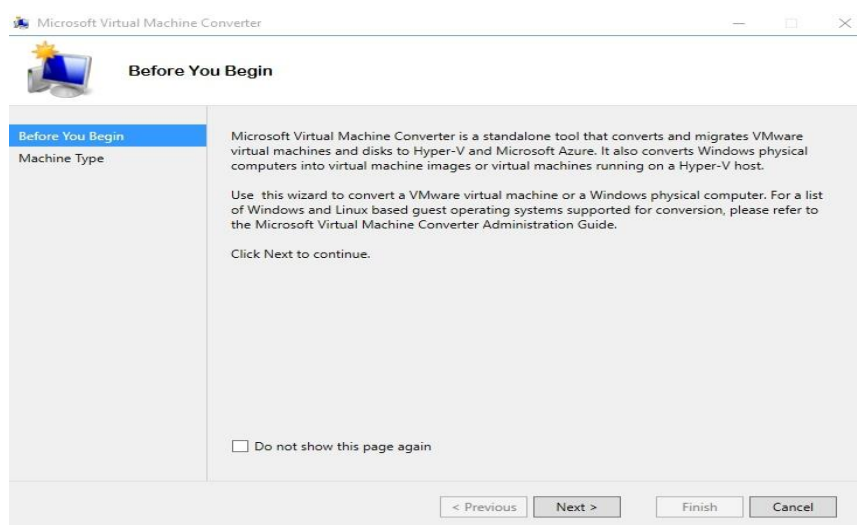 Microsoft Virtual Machine Converter
Before You Begin
Before You Begin
Machine Type
Microsoft Virtual Machine Converter is a standalone tool that converts and migrates VMware
virtual machines and disks to Hyper-V and Microsoft Azure. It also converts Windows physical
computers into virtual machine images or virtual machines running on a Hyper-V host.
Use this wizard to convert a VMware virtual machine or a Windows physical computer. For a list
of Windows and Linux based guest operating systems supported for conversion, please refer to
the Microsoft Virtual Machine Converter Administration Guide.
Click Next to continue.
Do not show this page again
< Previous Next > Finish Cancel